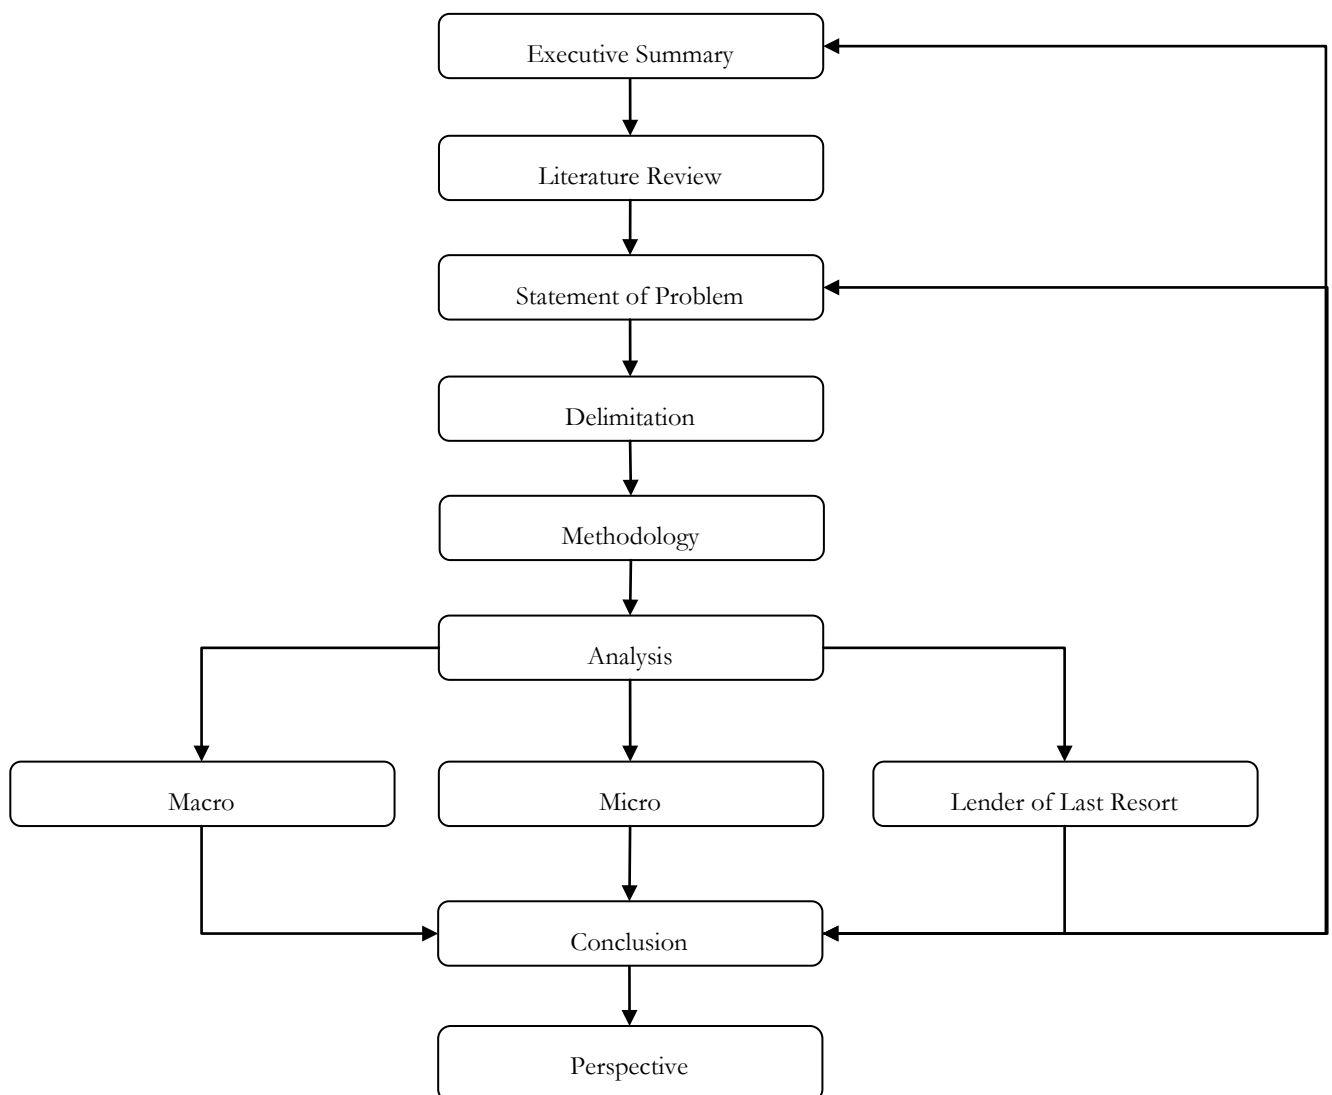 Executive Summary
Literature Review
Statement of Problem
Delimitation
Methodology
Analysis
Macro
Micro
Lender of Last Resort
Conclusion
Perspective